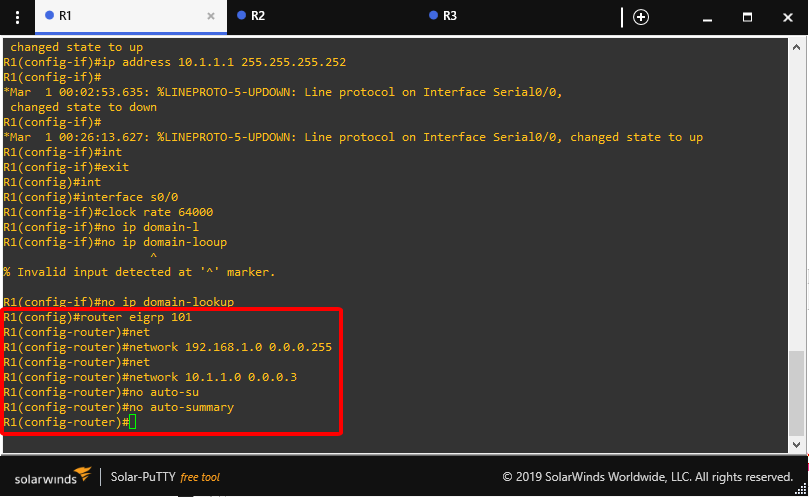 R1
R2
R3
changed state to up
R1(config-if)#ip address 10.1.1.1 255.255.255.252
R1(config-if)#
*Mar  1 00:02:53.635: %LINEPROTO-5-UPDOWN: Line protocol on Interface Serial0/0,
changed state to down
R1(config-if)#
*Mar  1 00:26:13.627: %LINEPROTO-5-UPDOWN: Line protocol on Interface Serial0/0, changed state to up
R1(config-if)#int
R1(config-if)#exit
R1(config)#int
R1(config)#interface s0/0
R1(config-if)#clock rate 64000
R1(config-if)#no ip domain-l
R1(config-if)#no ip domain-looup
^
% Invalid input detected at '^' marker.
R1(config-if)#no ip domain-lookup
R1(config)#router eigrp 101
R1(config-router)#net
R1(config-router)#network 192.168.1.0 0.0.0.255
R1(config-router)#net
R1(config-router)#network 10.1.1.0 0.0.0.3
R1(config-router)#no auto-su
R1(config-router)#no auto-summary
R1(config-router)#
solarwinds
Solar-PuTTY free tool
© 2019 SolarWinds Worldwide, LLC. All rights reserved.